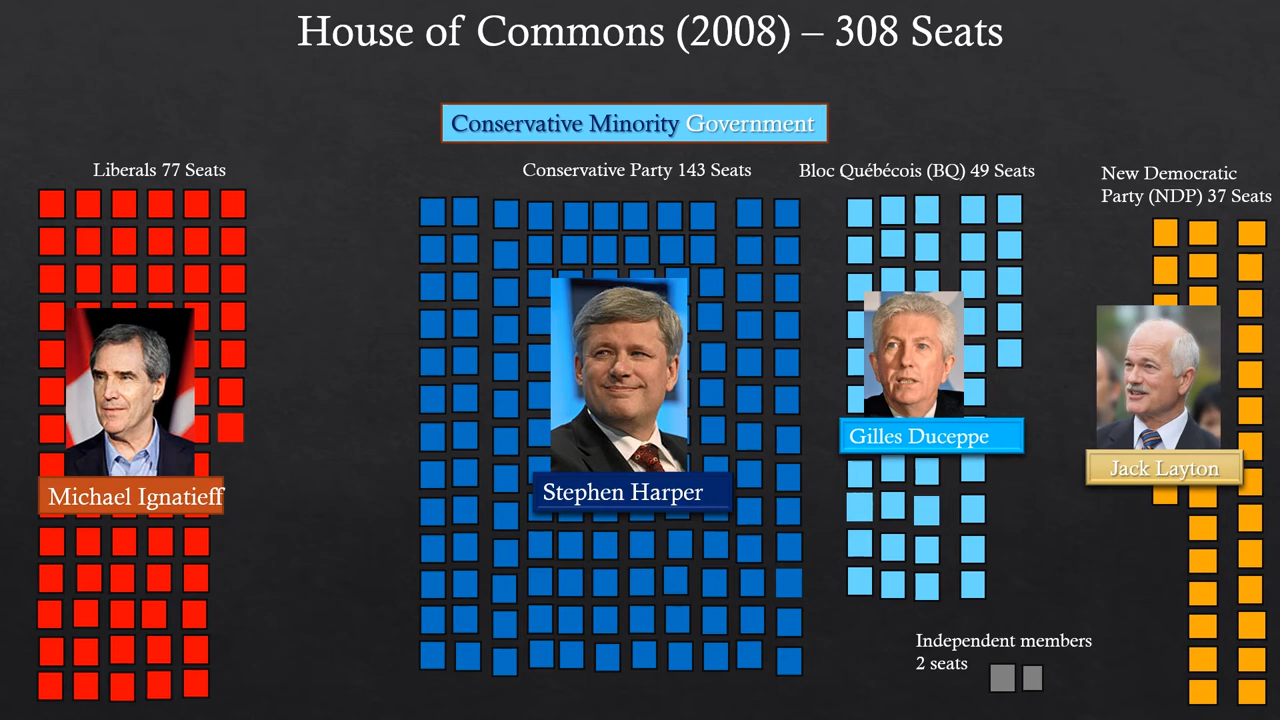 House of Commons (2008) – 308 Seats
Conservative Minority Government
Liberals 77 Seats
Conservative Party 143 Seats
Bloc Québécois (BQ) 49 Seats
New Democratic
Party (NDP) 37 Seats
Michael Ignatieff
Stephen Harper
Gilles Duceppe
Jack Layton
Independent members
2 seats